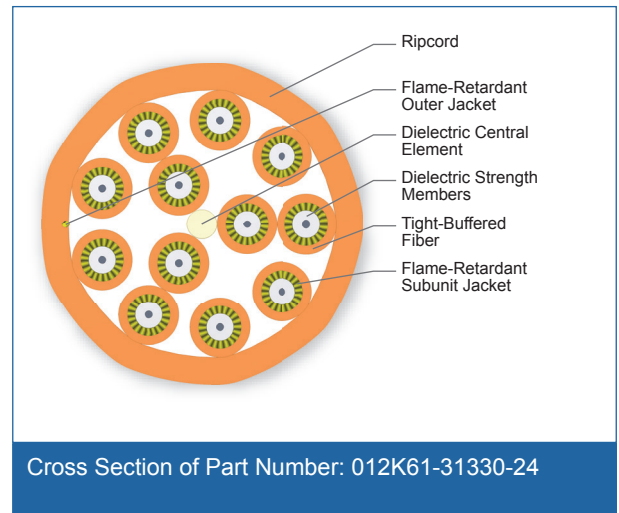 Ripcord
Flame-Retardant
Outer Jacket
Dielectric Central
Element
Dielectric Strength
Members
Tight-Buffered
Fiber
Flame-Retardant
Subunit Jacket
Cross Section of Part Number: 012K61-31330-24